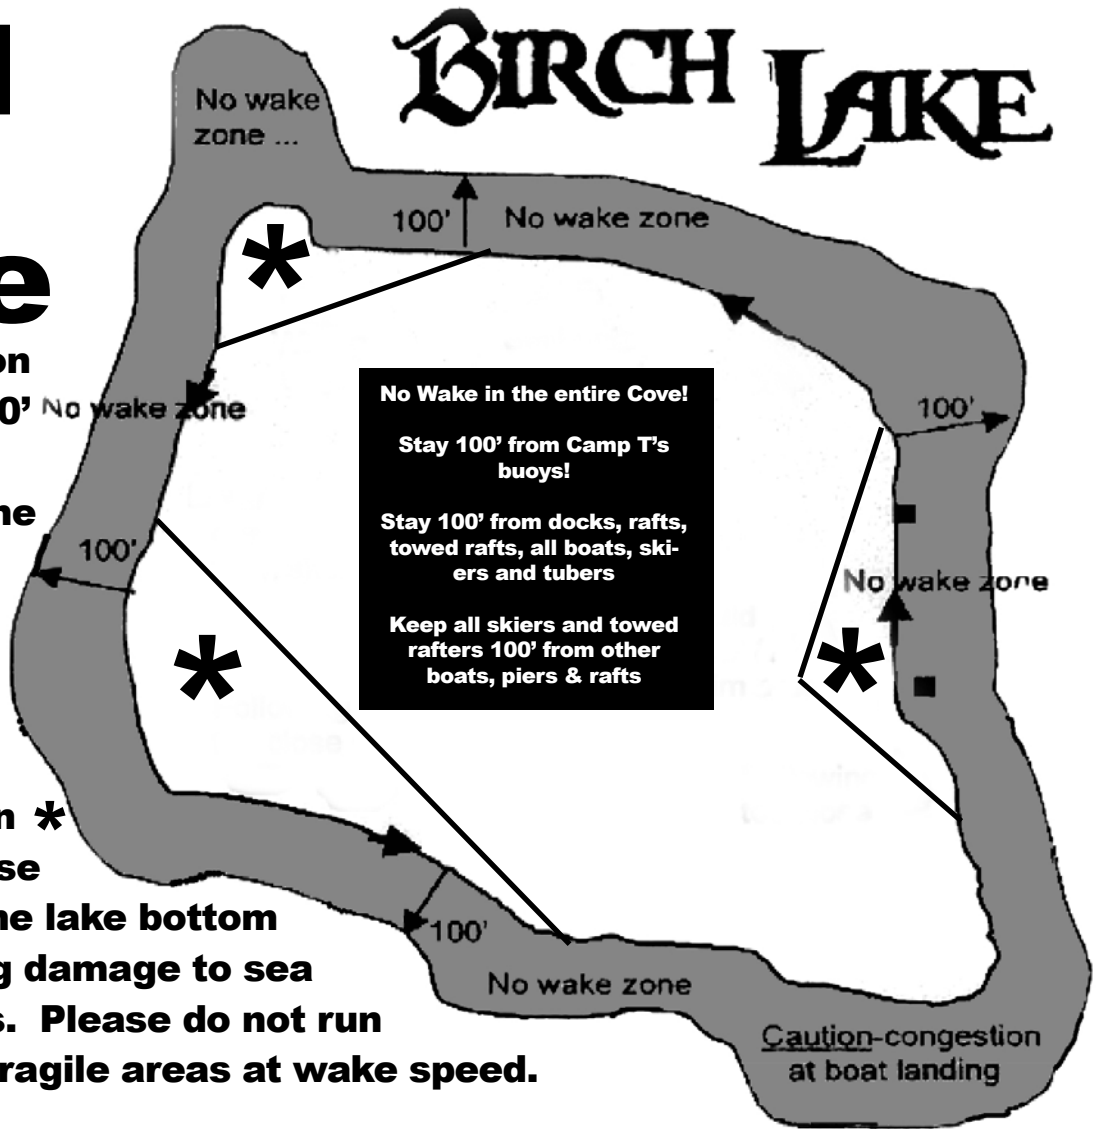 BIRCH
LAKE
No wake
zone ...
100'
No wake zone
e
on
0’
No wake zone
100'
ne
100'
No Wake in the entire Cove!
Stay 100’ from Camp T’s
buoys!
Stay 100’ from docks, rafts,
towed rafts, all boats, ski-
ers and tubers
Keep all skiers and towed
rafters 100’ from other
boats, piers & rafts
100'
No wake zone
*
*
*
n *
se
ne lake bottom
g damage to sea
s. Please do not run
ragile areas at wake speed.
100'
No wake zone
Caution-congestion
at boat landing